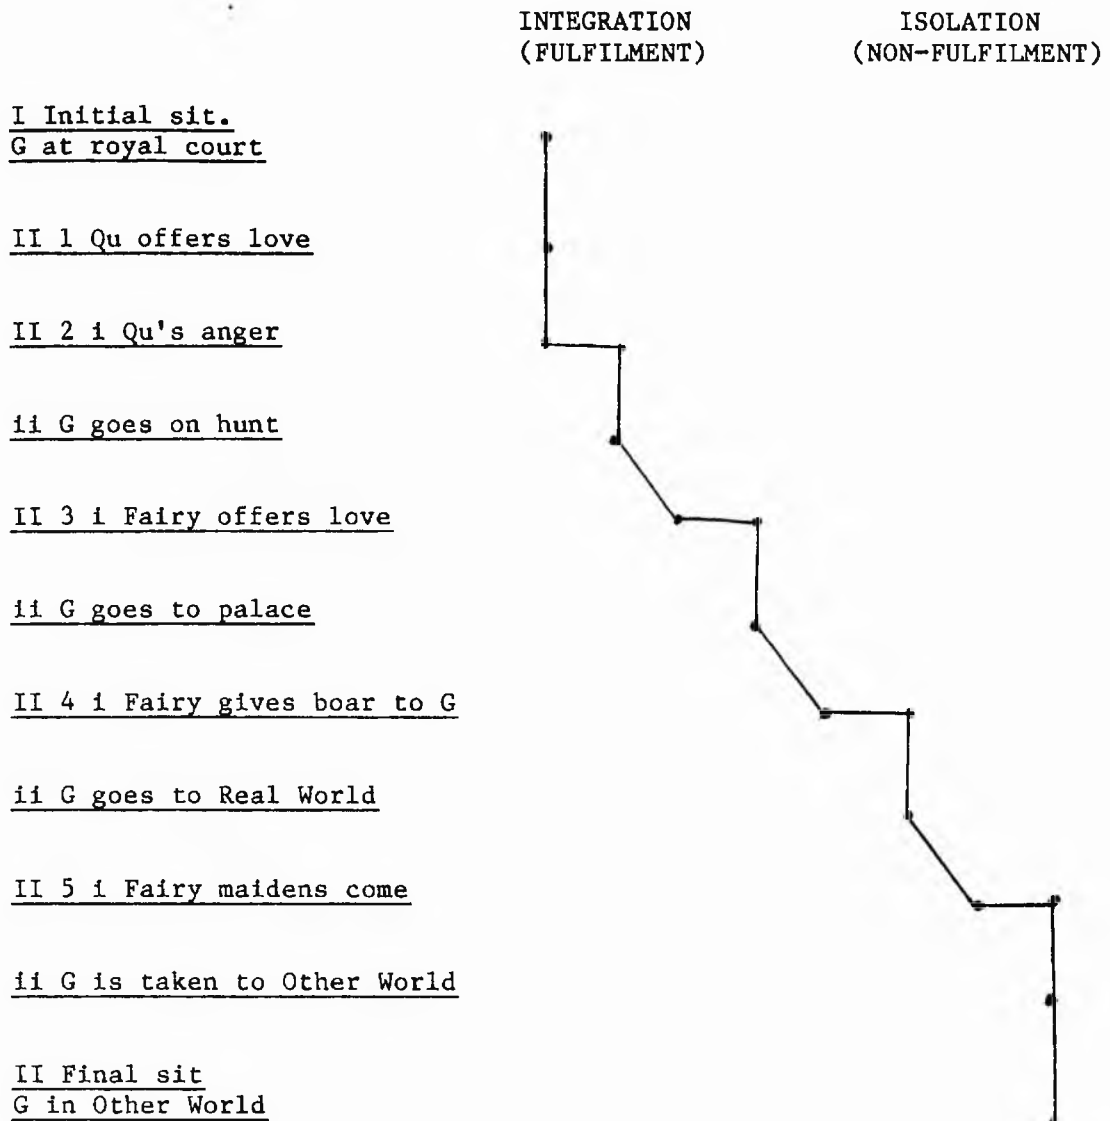 INTEGRATION ISOLATION
(FULFILMENT) (NON-FULFILMENT)
I Initial sit.
G at royal court
II 1 Qu offers love
II 2 i Qu's anger
ii G goes on hunt
II 3 i Fairy offers love
ii G goes to palace
II 4 i Fairy gives boar to G
ii G goes to Real World
II 5 i Fairy maidens come
ii G is taken to Other World
II Final sit
G in Other World